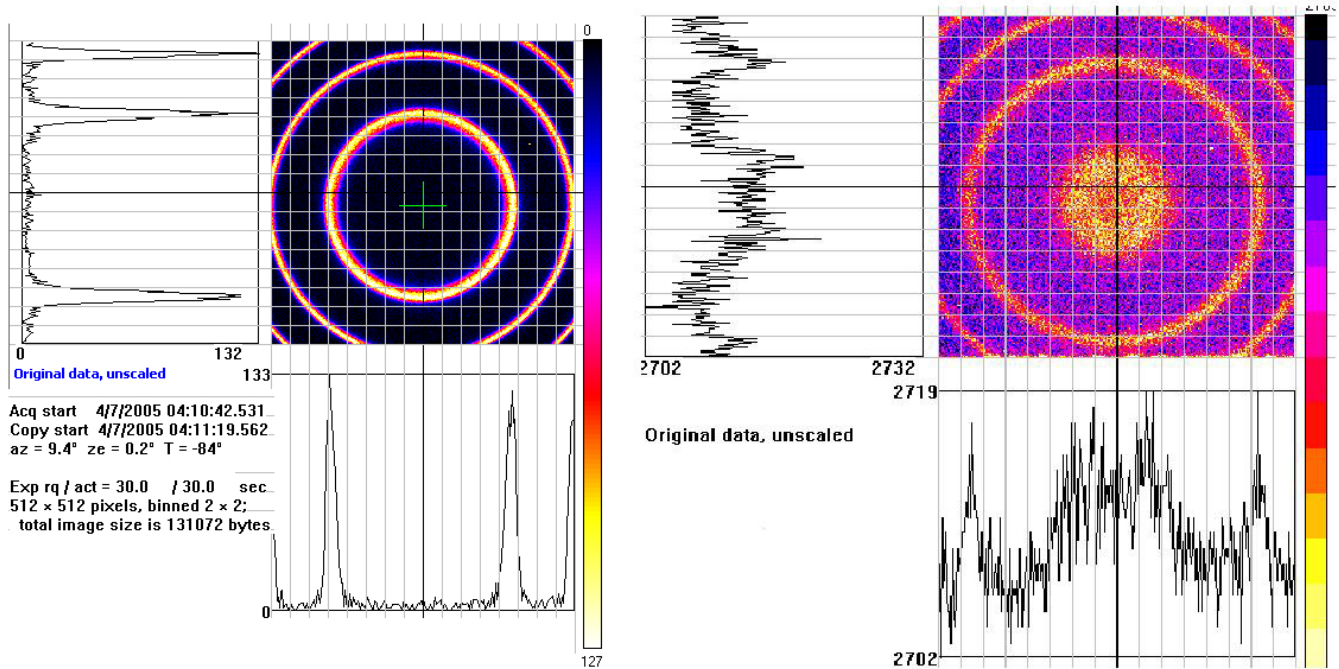 0
0 132
Original data, unscaled
133
Acq start 4/7/2005 04:10:42.531
Copy start 4/7/2005 04:11:19.562
az = 9.4° ze = 0.2° T = -84°
Exp rq / act = 30.0 / 30.0 sec
512 × 512 pixels, binned 2 × 2;
total image size is 131072 bytes
0
127
2702 2732
2719
Original data, unscaled
2702